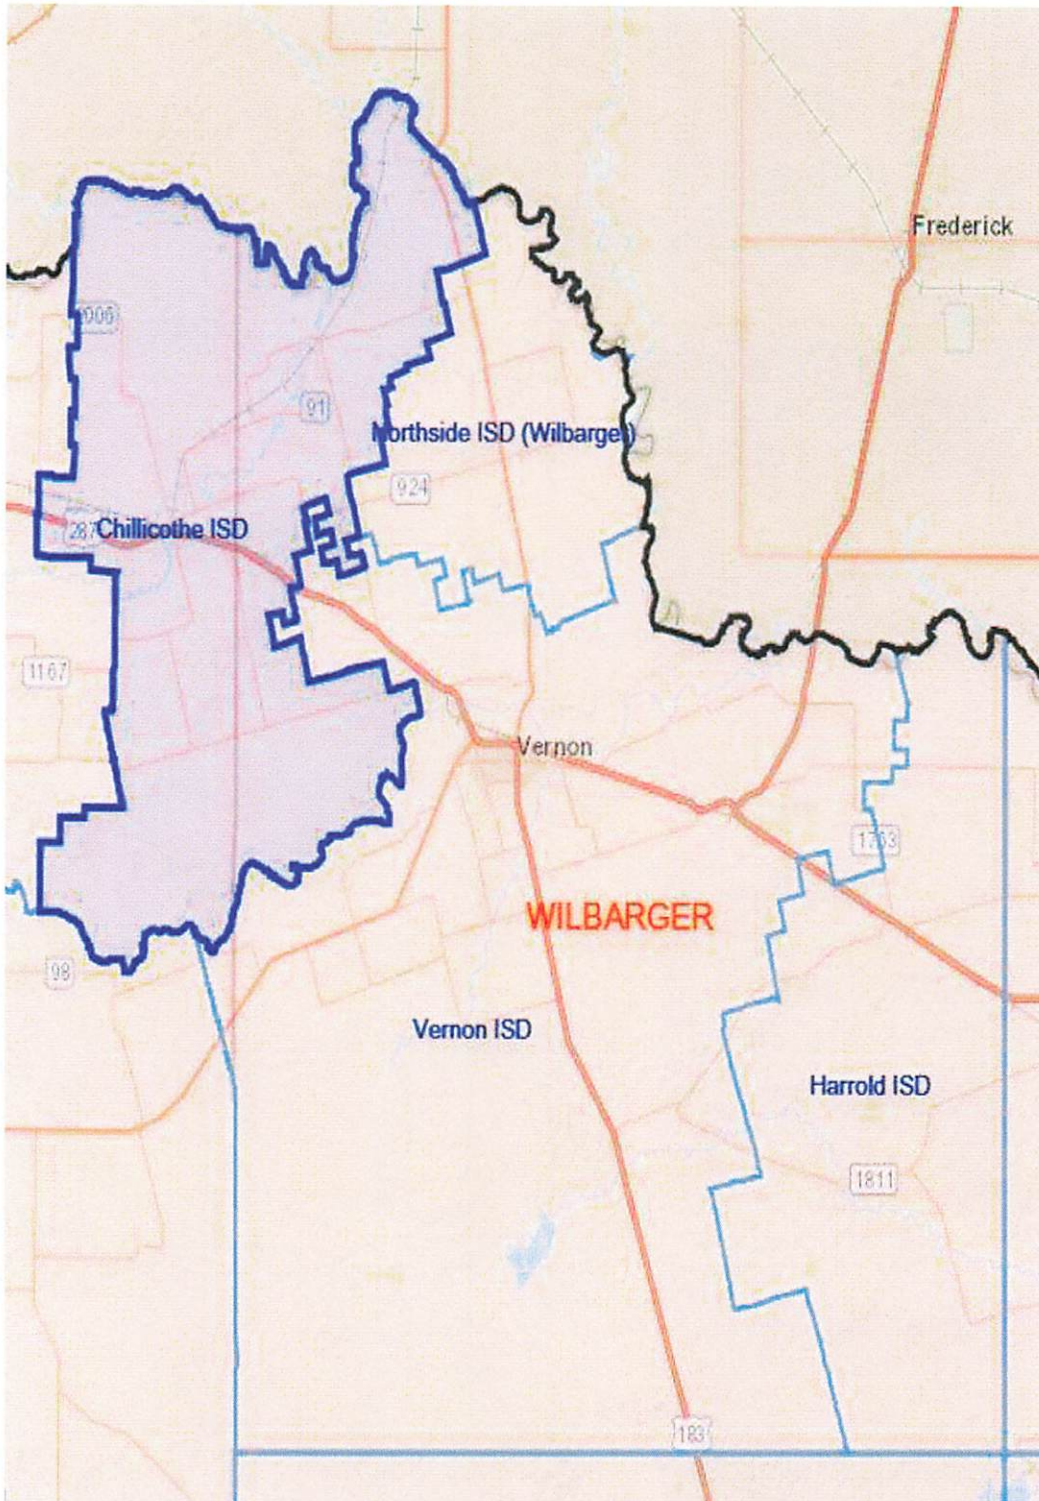 Frederick
2006
91
Northside ISD (Wilbarger)
924
287
Chillicothe ISD
1167
Vernon
1763
WILBARGER
98
Vernon ISD
Harrold ISD
1811
183